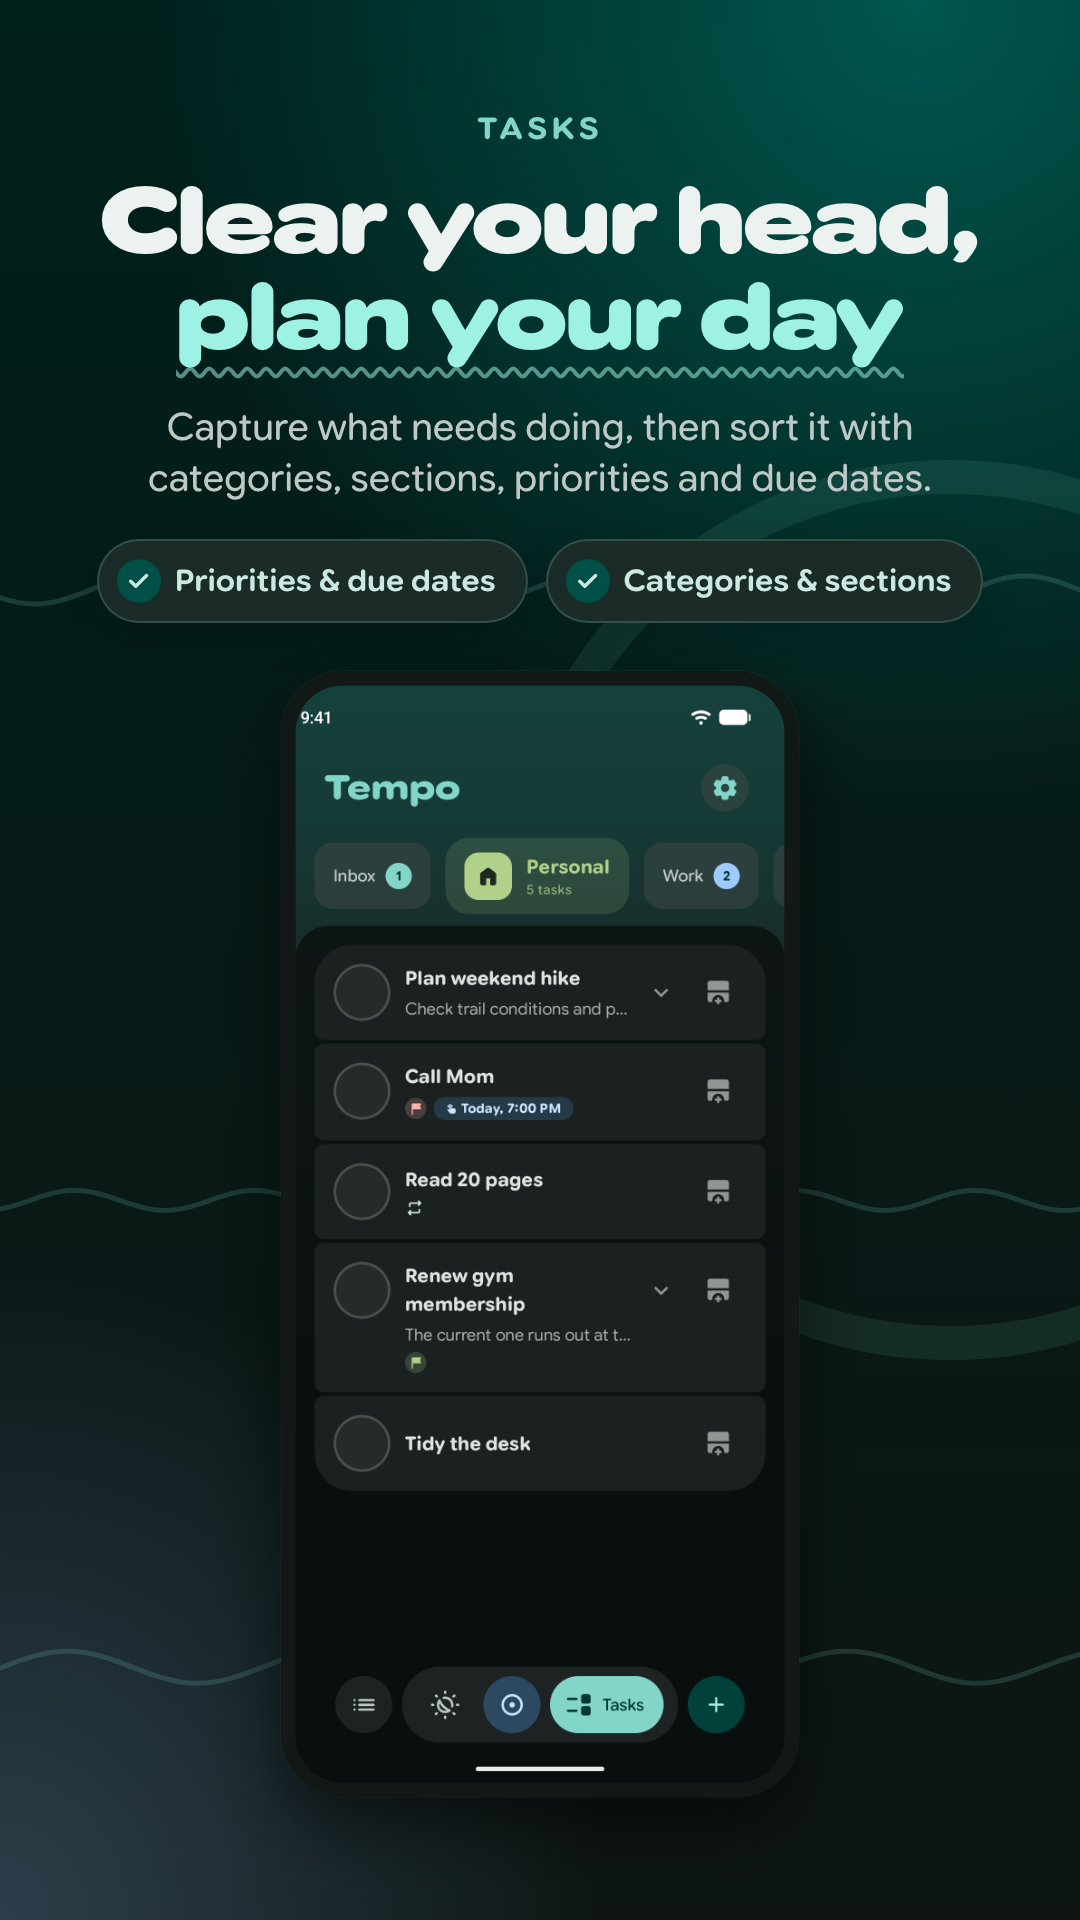 TASKS
Clear your head,
plan your day
Capture what needs doing, then sort it with
categories, sections, priorities and due dates.
Priorities & due dates
Categories & sections
9:41
Tempo
Inbox 1
Personal
5 tasks
Work 2
Plan weekend hike
Check trail conditions and p...
Call Mom
Today, 7:00 PM
Read 20 pages
Renew gym
membership
The current one runs out at t...
Tidy the desk
Tasks